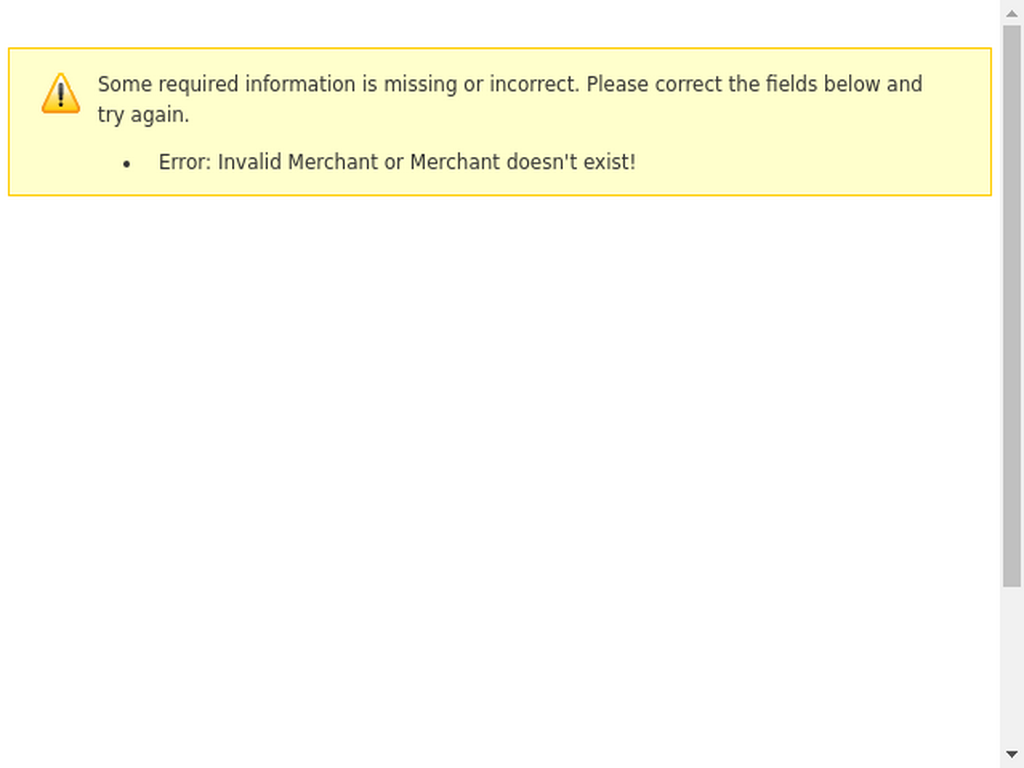 Some required information is missing or incorrect. Please correct the fields below and
try again.
• Error: Invalid Merchant or Merchant doesn't exist!